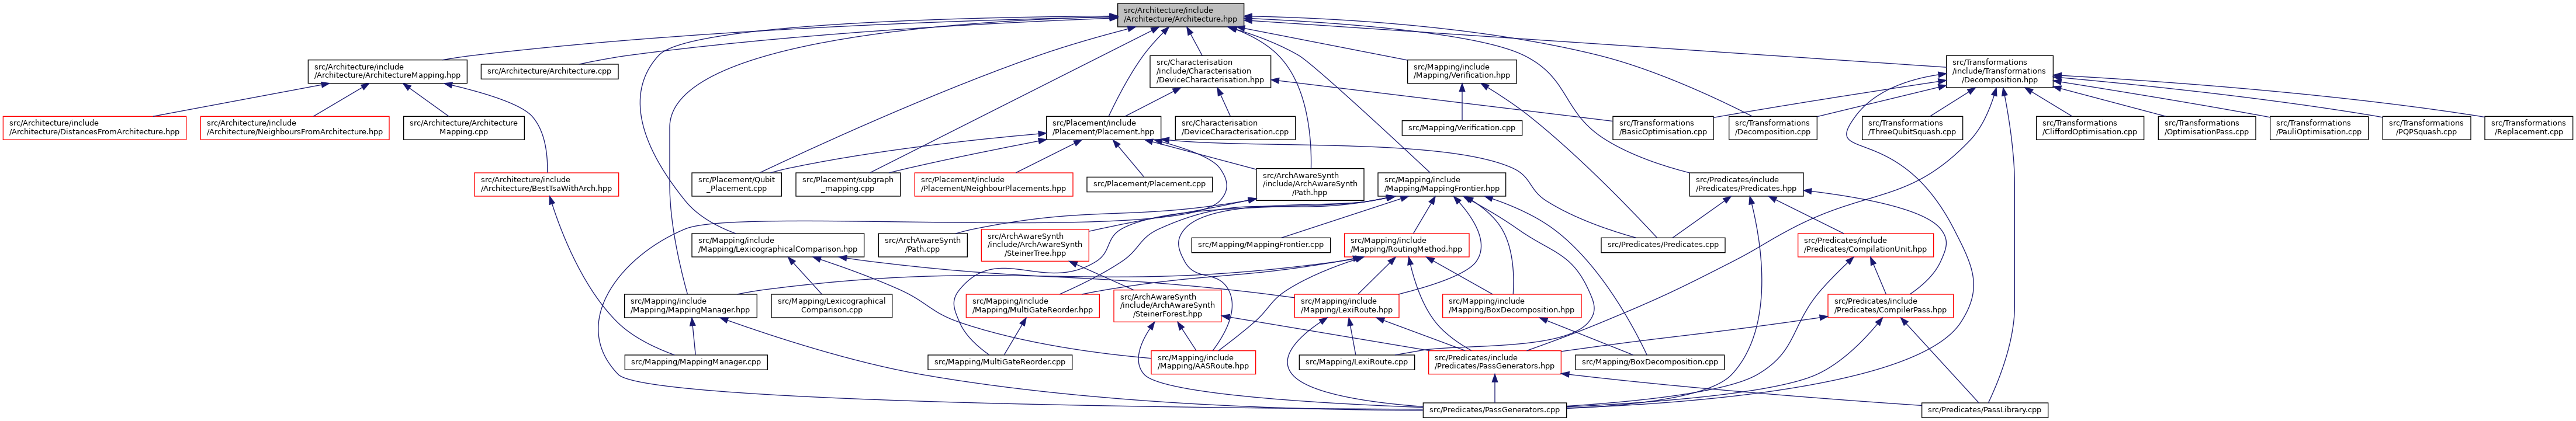 src/Architecture/include
/Architecture/Architecture.hpp
src/Architecture/include
/Architecture/ArchitectureMapping.hpp
src/Architecture/Architecture.cpp
src/Characterisation
/include/Characterisation
/DeviceCharacterisation.hpp
src/Mapping/include
/Mapping/Verification.hpp
src/Transformations
/include/Transformations
/Decomposition.hpp
src/Architecture/include
/Architecture/DistancesFromArchitecture.hpp
src/Architecture/include
/Architecture/NeighboursFromArchitecture.hpp
src/Architecture/Architecture
Mapping.cpp
src/Placement/include
/Placement/Placement.hpp
src/Characterisation
/DeviceCharacterisation.cpp
src/Mapping/Verification.cpp
src/Transformations
/BasicOptimisation.cpp
src/Transformations
/Decomposition.cpp
src/Transformations
/ThreeQubitSquash.cpp
src/Transformations
/CliffordOptimisation.cpp
src/Transformations
/OptimisationPass.cpp
src/Transformations
/PauliOptimisation.cpp
src/Transformations
/PQPSquash.cpp
src/Transformations
/Replacement.cpp
src/Architecture/include
/Architecture/BestTsaWithArch.hpp
src/Placement/Qubit
_Placement.cpp
src/Placement/subgraph
_mapping.cpp
src/Placement/include
/Placement/NeighbourPlacements.hpp
src/Placement/Placement.cpp
src/ArchAwareSynth
/include/ArchAwareSynth
/Path.hpp
src/Mapping/include
/Mapping/MappingFrontier.hpp
src/Predicates/include
/Predicates/Predicates.hpp
src/Mapping/include
/Mapping/LexicographicalComparison.hpp
src/ArchAwareSynth
/Path.cpp
src/ArchAwareSynth
/include/ArchAwareSynth
/SteinerTree.hpp
src/Mapping/MappingFrontier.cpp
src/Mapping/include
/Mapping/RoutingMethod.hpp
src/Predicates/Predicates.cpp
src/Predicates/include
/Predicates/CompilationUnit.hpp
src/Mapping/include
/Mapping/MappingManager.hpp
src/Mapping/Lexicographical
Comparison.cpp
src/Mapping/include
/Mapping/MultiGateReorder.hpp
src/ArchAwareSynth
/include/ArchAwareSynth
/SteinerForest.hpp
src/Mapping/include
/Mapping/LexiRoute.hpp
src/Mapping/include
/Mapping/BoxDecomposition.hpp
src/Predicates/include
/Predicates/CompilerPass.hpp
src/Mapping/MappingManager.cpp
src/Mapping/MultiGateReorder.cpp
src/Mapping/include
/Mapping/AASRoute.hpp
src/Mapping/LexiRoute.cpp
src/Predicates/include
/Predicates/PassGenerators.hpp
src/Mapping/BoxDecomposition.cpp
src/Predicates/PassGenerators.cpp
src/Predicates/PassLibrary.cpp